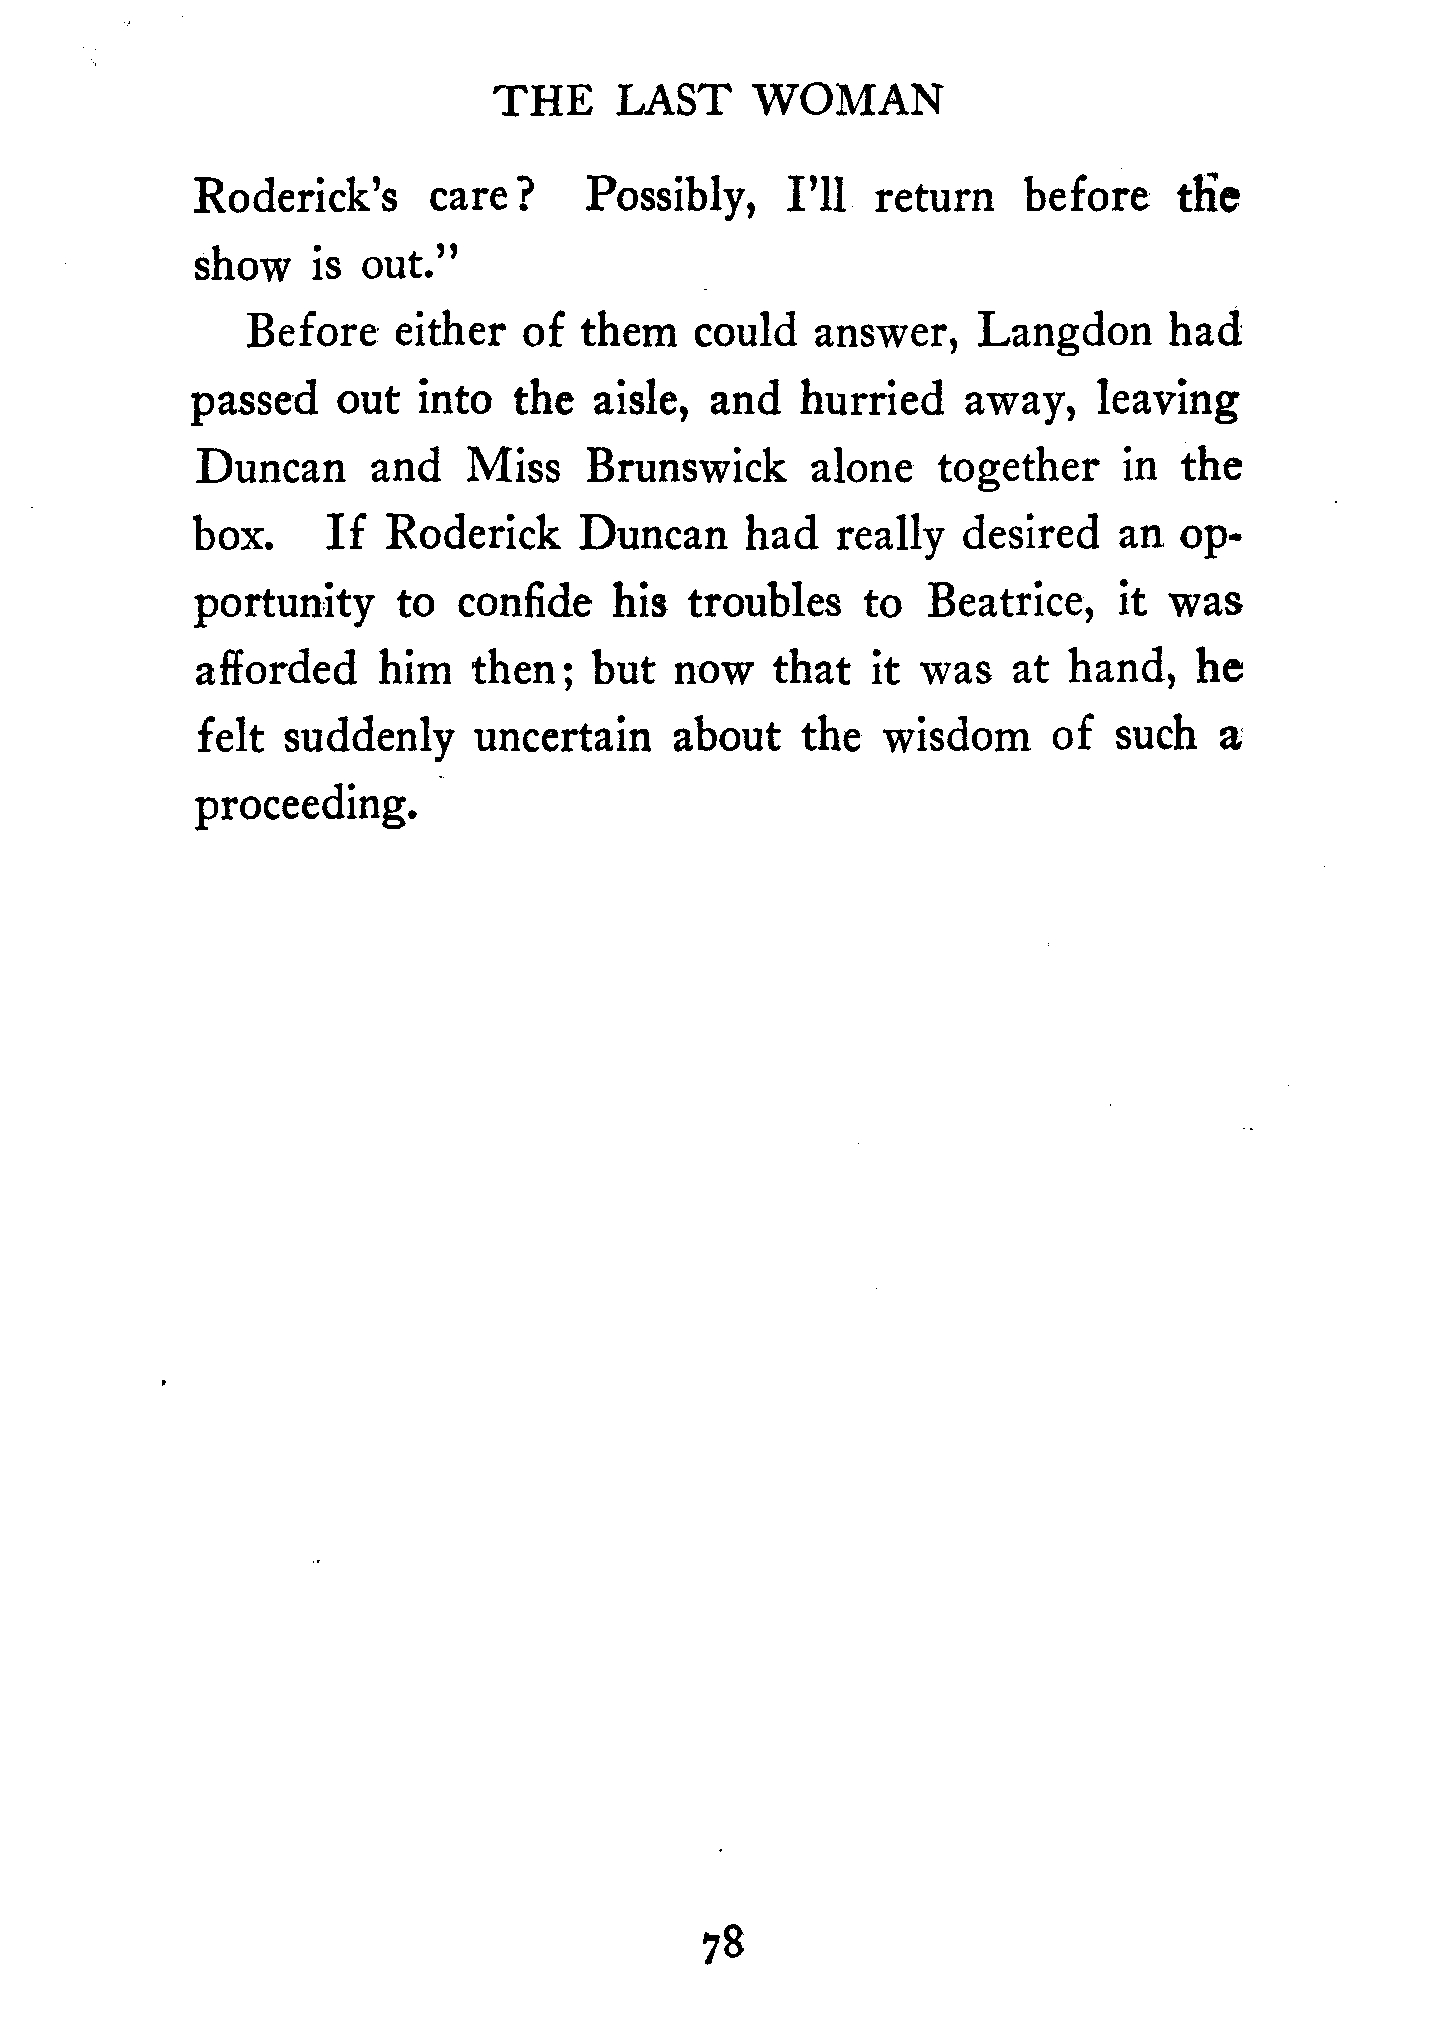 THE LAST WOMAN
Roderick's care? Possibly, I'll return before the
show is out."
Before either of them could answer, Langdon had
passed out into the aisle, and hurried away, leaving
Duncan and Miss Brunswick alone together in the
box. If Roderick Duncan had really desired an op-
portunity to confide his troubles to Beatrice, it was
afforded him then; but now that it was at hand, he
felt suddenly uncertain about the wisdom of such a
proceeding.
78